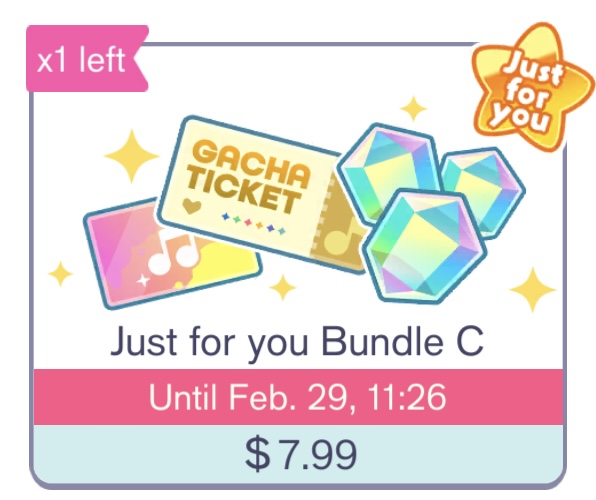 x1 left
Just
for
you
GACHA
TICKET
Just for you Bundle C
Until Feb. 29, 11:26
$7.99